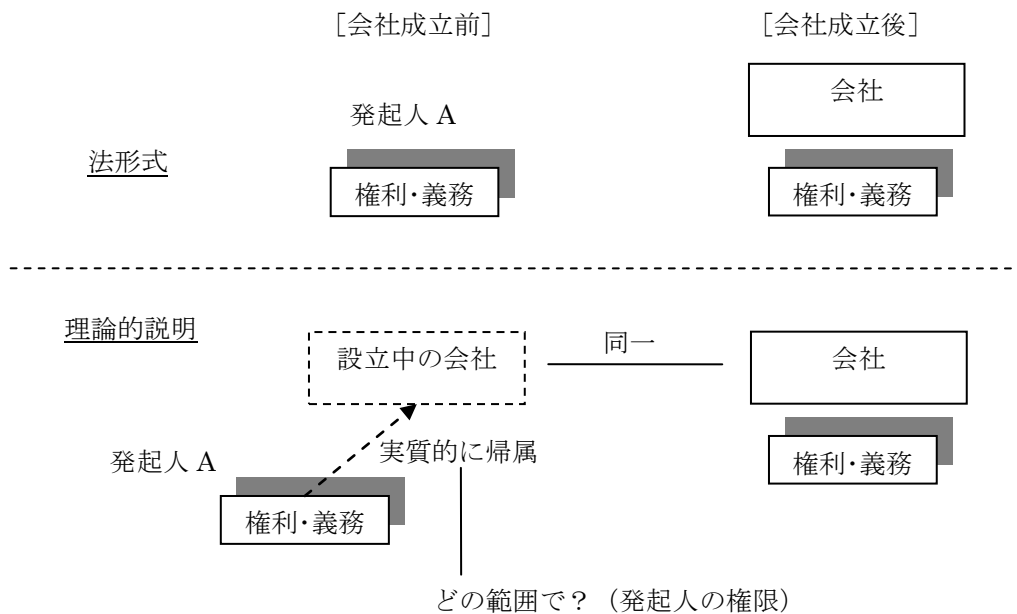 [会社成立前]
[会社成立後]
会社
発起人 A
法形式
権利・義務
権利・義務
理論的説明
設立中の会社
同一
会社
実質的に帰属
発起人 A
権利・義務
権利・義務
どの範囲で？（発起人の権限）